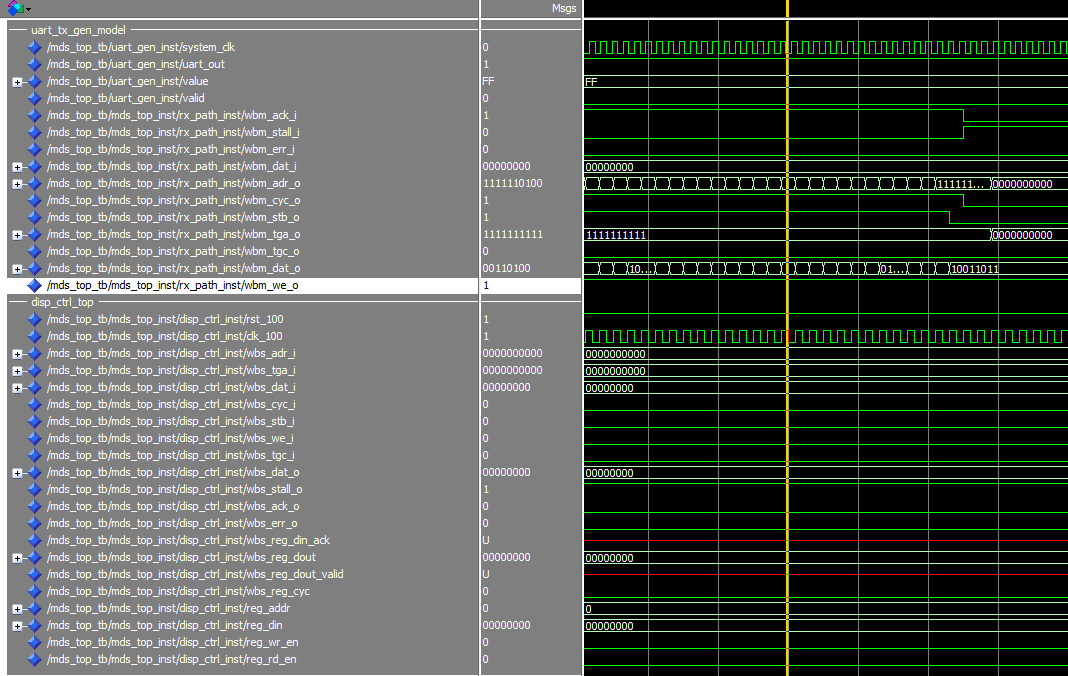 Msgs
uart_tx_gen_model
/mds_top_tb/uart_gen_inst/system_clk 0
/mds_top_tb/uart_gen_inst/uart_out 1
/mds_top_tb/uart_gen_inst/value FF FF
/mds_top_tb/uart_gen_inst/valid 0
/mds_top_tb/mds_top_inst/rx_path_inst/wbm_ack_i 1
/mds_top_tb/mds_top_inst/rx_path_inst/wbm_stall_i 0
/mds_top_tb/mds_top_inst/rx_path_inst/wbm_err_i 0
/mds_top_tb/mds_top_inst/rx_path_inst/wbm_dat_i 00000000 00000000
/mds_top_tb/mds_top_inst/rx_path_inst/wbm_adr_o 1111110100 111111... 0000000000
/mds_top_tb/mds_top_inst/rx_path_inst/wbm_cyc_o 1
/mds_top_tb/mds_top_inst/rx_path_inst/wbm_stb_o 1
/mds_top_tb/mds_top_inst/rx_path_inst/wbm_tga_o 1111111111 1111111111 0000000000
/mds_top_tb/mds_top_inst/rx_path_inst/wbm_tgc_o 0
/mds_top_tb/mds_top_inst/rx_path_inst/wbm_dat_o 00110100 10... 01... 10011011
/mds_top_tb/mds_top_inst/rx_path_inst/wbm_we_o 1
disp_ctrl_top
/mds_top_tb/mds_top_inst/disp_ctrl_inst/rst_100 1
/mds_top_tb/mds_top_inst/disp_ctrl_inst/clk_100 1
/mds_top_tb/mds_top_inst/disp_ctrl_inst/wbs_adr_i 0000000000 0000000000
/mds_top_tb/mds_top_inst/disp_ctrl_inst/wbs_tga_i 0000000000 0000000000
/mds_top_tb/mds_top_inst/disp_ctrl_inst/wbs_dat_i 00000000 00000000
/mds_top_tb/mds_top_inst/disp_ctrl_inst/wbs_cyc_i 0
/mds_top_tb/mds_top_inst/disp_ctrl_inst/wbs_stb_i 0
/mds_top_tb/mds_top_inst/disp_ctrl_inst/wbs_we_i 0
/mds_top_tb/mds_top_inst/disp_ctrl_inst/wbs_tgc_i 0
/mds_top_tb/mds_top_inst/disp_ctrl_inst/wbs_dat_o 00000000 00000000
/mds_top_tb/mds_top_inst/disp_ctrl_inst/wbs_stall_o 1
/mds_top_tb/mds_top_inst/disp_ctrl_inst/wbs_ack_o 0
/mds_top_tb/mds_top_inst/disp_ctrl_inst/wbs_err_o 0
/mds_top_tb/mds_top_inst/disp_ctrl_inst/wbs_reg_din_ack U
/mds_top_tb/mds_top_inst/disp_ctrl_inst/wbs_reg_dout 00000000 00000000
/mds_top_tb/mds_top_inst/disp_ctrl_inst/wbs_reg_dout_valid U
/mds_top_tb/mds_top_inst/disp_ctrl_inst/wbs_reg_cyc 0
/mds_top_tb/mds_top_inst/disp_ctrl_inst/reg_addr 0 0
/mds_top_tb/mds_top_inst/disp_ctrl_inst/reg_din 00000000 00000000
/mds_top_tb/mds_top_inst/disp_ctrl_inst/reg_wr_en 0
/mds_top_tb/mds_top_inst/disp_ctrl_inst/reg_rd_en 0